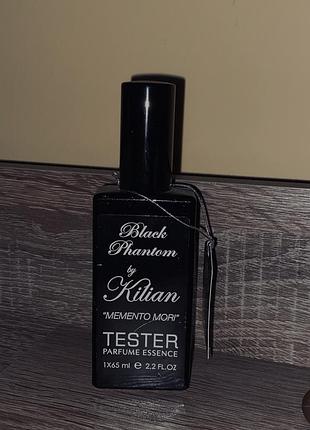 Black
Phantom
by
Kilian
"MEMENTO MORI"
TESTER
PARFUME ESSENCE
1X65 ml e 2.2 FL.OZ